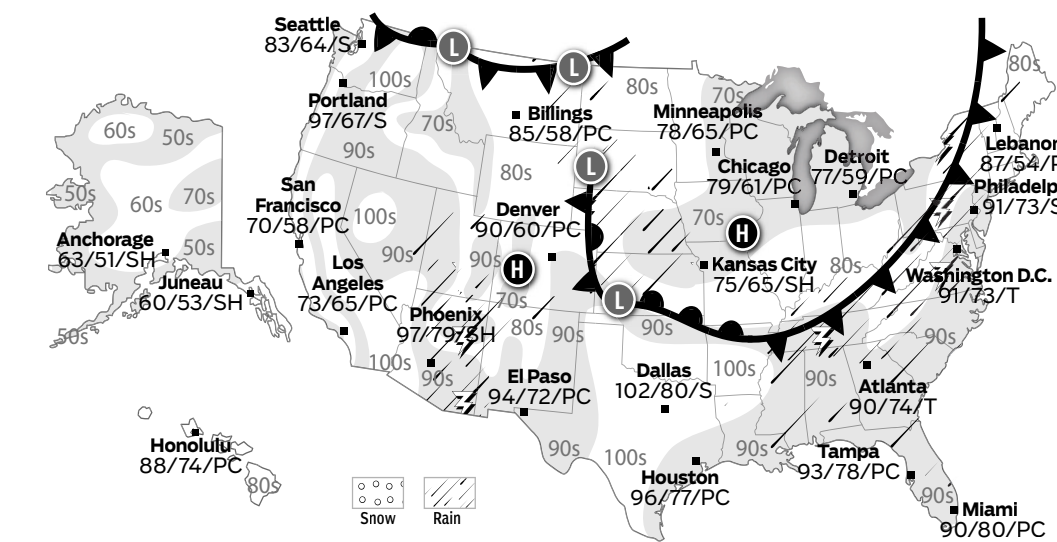 Seattle
83/64/S
L
L
100s
80s
70s
80s
Portland
97/67/S
Billings
85/58/PC
Minneapolis
78/65/PC
60s
50s
70s
90s
80s
L
Chicago
79/61/PC
Detroit
77/59/PC
Lebanon
87/54/P
Philadelp
91/73/S
50s
60s
70s
San
Francisco
70/58/PC
100s
Denver
90/60/PC
70s
H
Anchorage
63/51/SH
50s
90s
90s
H
80s
Kansas City
75/65/SH
Washington D.C.
91/73/T
Juneau
60/53/SH
Los
Angeles
73/65/PC
70s
L
50s
Phoenix
97/79/SH
80s
90s
90s
90s
100s
90s
El Paso
94/72/PC
Dallas
102/80/S
100s
90s
Atlanta
90/74/T
Honolulu
88/74/PC
80s
90s
100s
90s
Houston
96/77/PC
Tampa
93/78/PC
90s
Miami
90/80/PC
Snow
Rain